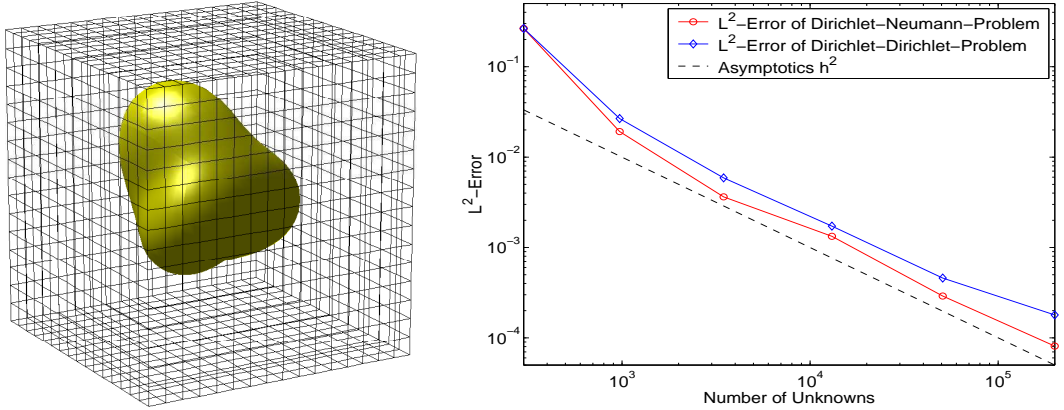 L²–Error of Dirichlet–Neumann–Problem
L²–Error of Dirichlet–Dirichlet–Problem
Asymptotics h²
10⁻¹
10⁻²
10⁻³
10⁻⁴
L²–Error
10³
10⁴
10⁵
Number of Unknowns